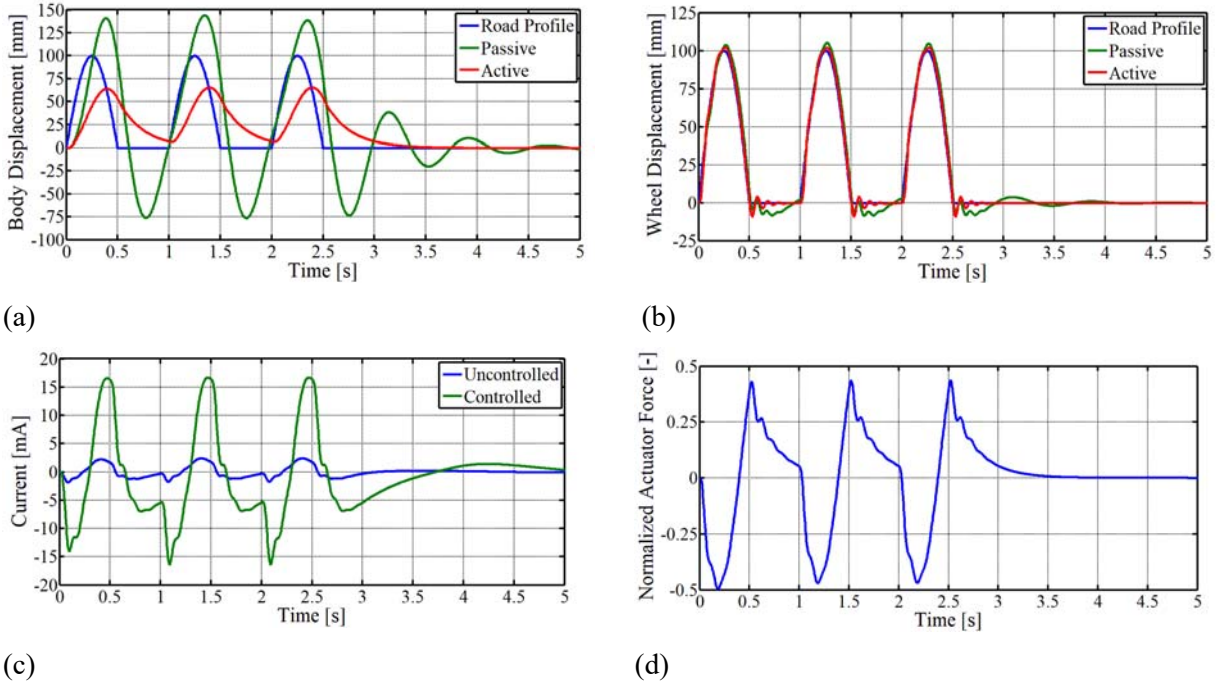 Body Displacement [mm]
150
125
100
75
50
25
0
-25
-50
-75
-100
Road Profile
Passive
Active
0 0.5 1 1.5 2 2.5 3 3.5 4 4.5 5
Time [s]
(a)
Wheel Displacement [mm]
125
100
75
50
25
0
-25
Road Profile
Passive
Active
0 0.5 1 1.5 2 2.5 3 3.5 4 4.5 5
Time [s]
(b)
Current [mA]
20
15
10
5
0
-5
-10
-15
-20
Uncontrolled
Controlled
0 0.5 1 1.5 2 2.5 3 3.5 4 4.5 5
Time [s]
(c)
Normalized Actuator Force [-]
0.5
0.25
0
-0.25
-0.5
0 0.5 1 1.5 2 2.5 3 3.5 4 4.5 5
Time [s]
(d)